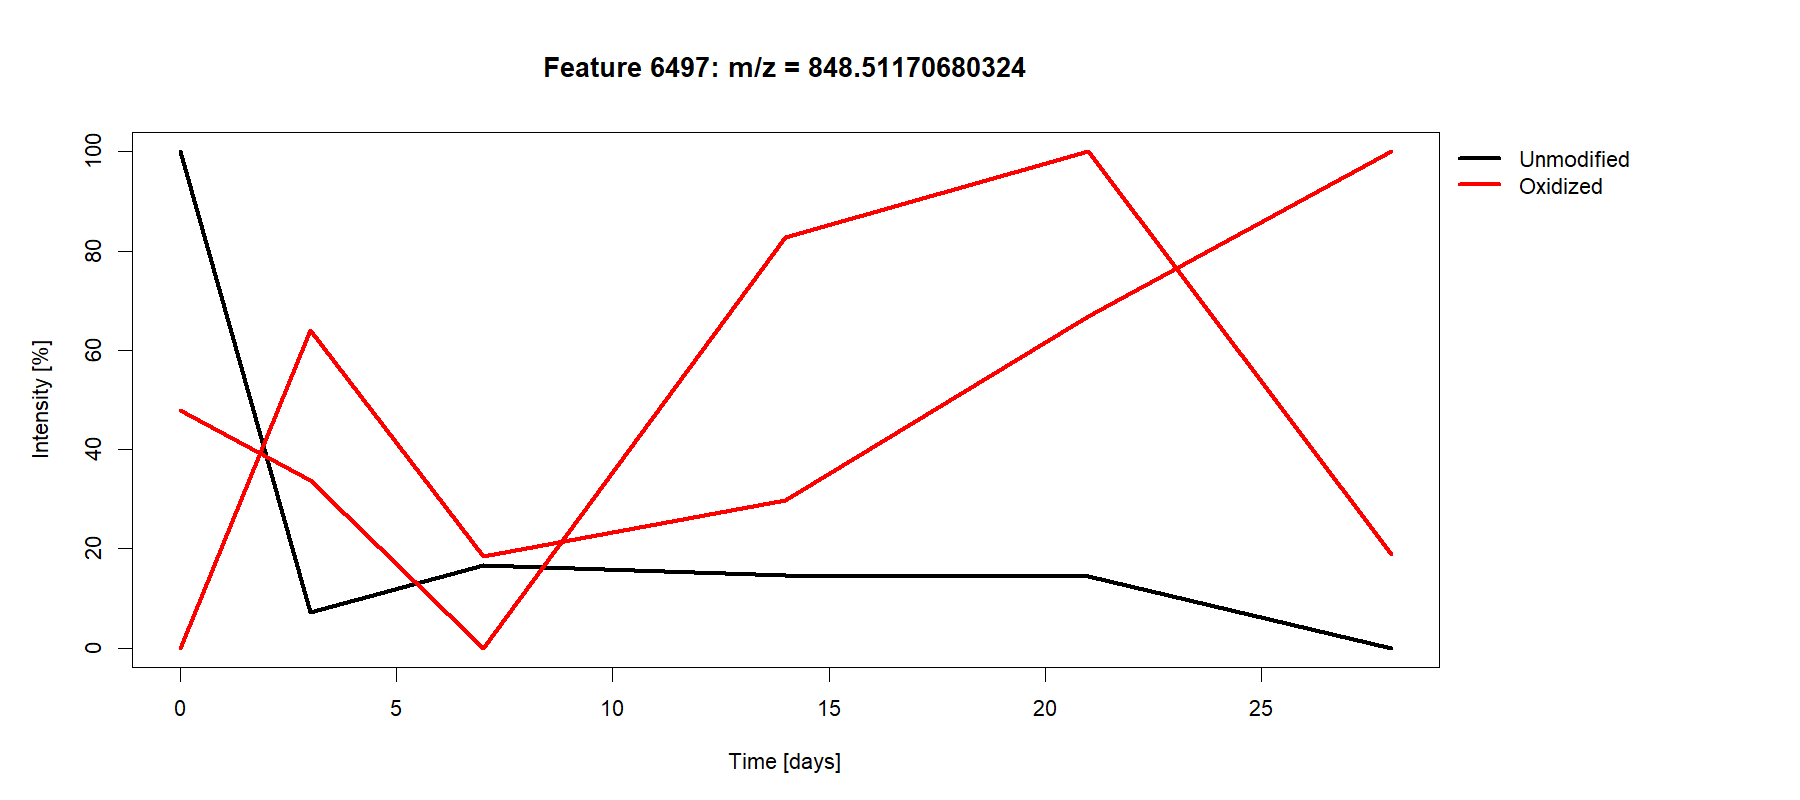 Feature 6497: m/z = 848.51170680324
Unmodified
Oxidized
Intensity [%]
100
80
60
40
20
0
0 5 10 15 20 25
Time [days]